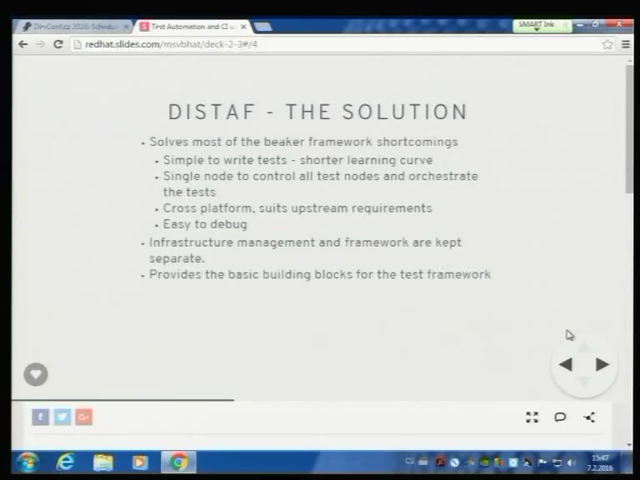 DevConf.cz 2016: Schedul
Test Automation and CI u
SMART Ink
redhat.slides.com/msvbhat/deck-2-3#/4
DISTAF - THE SOLUTION
Solves most of the beaker framework shortcomings
Simple to write tests - shorter learning curve
Single node to control all test nodes and orchestrate
the tests
Cross platform, suits upstream requirements
Easy to debug
Infrastructure management and framework are kept
separate.
Provides the basic building blocks for the test framework
CS
15:47
7.2.2016